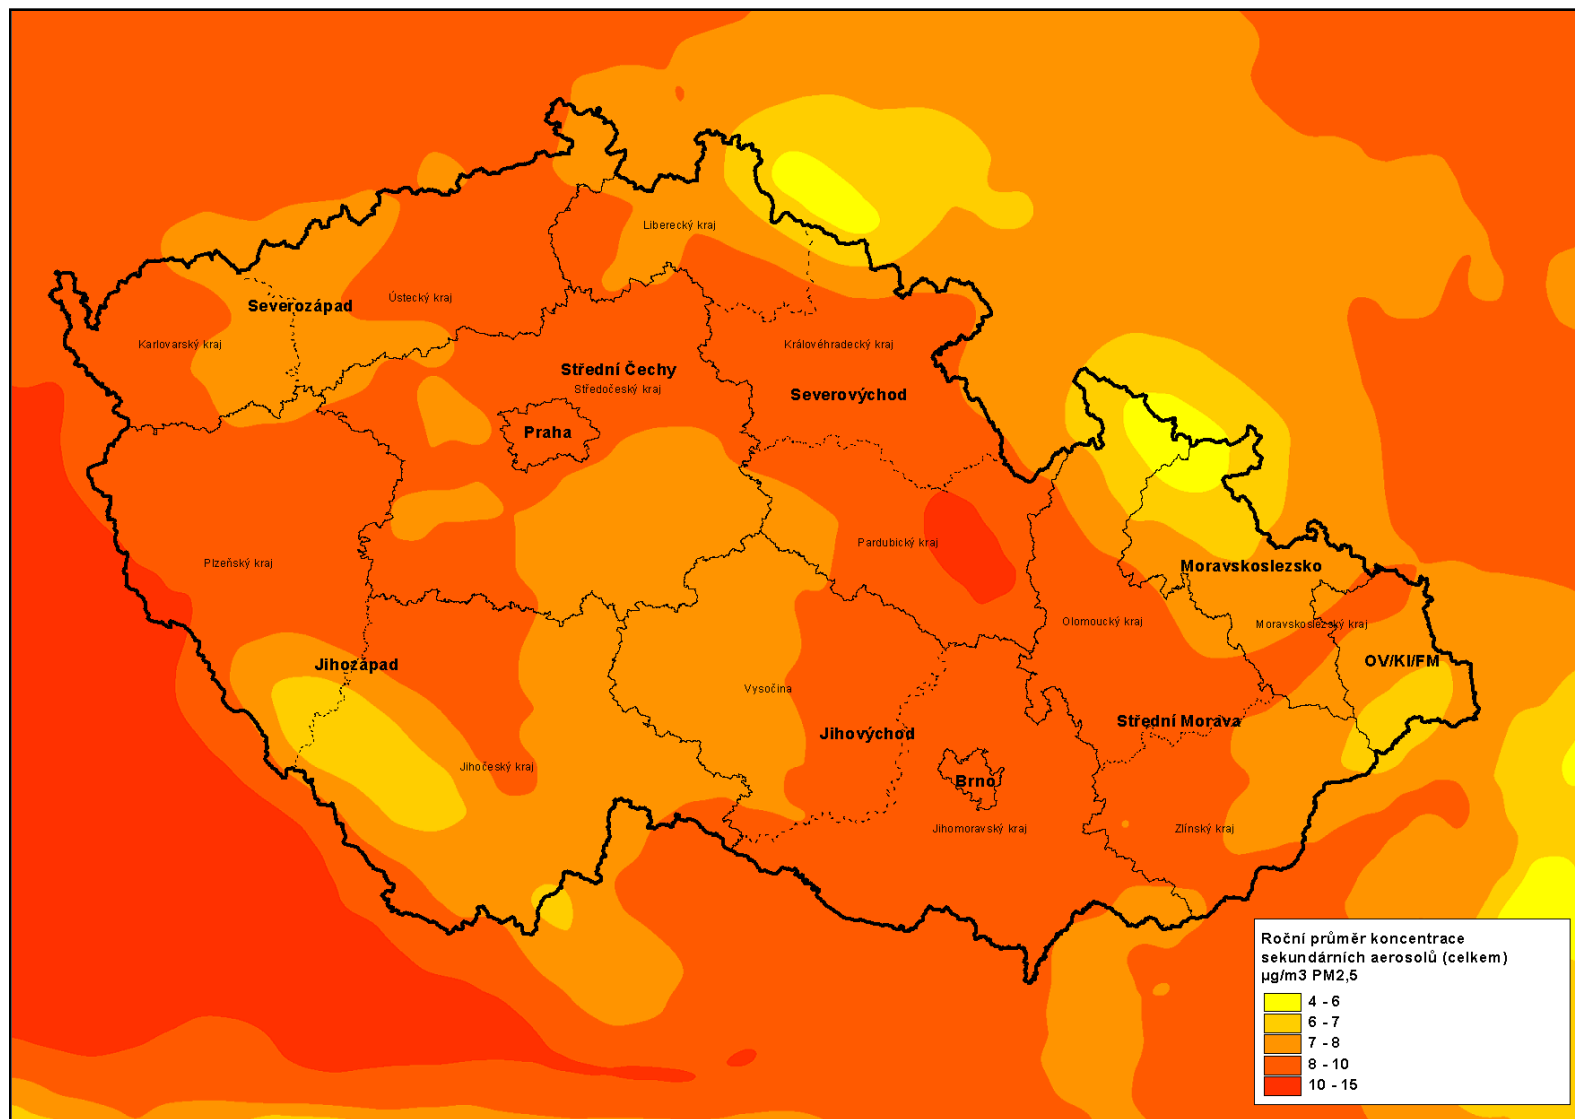 Liberecký kraj
Severozápad
Ústecký kraj
Karlovarský kraj
Královéhradecký kraj
Střední Čechy
Středočeský kraj
Severovýchod
Praha
Pardubický kraj
Plzeňský kraj
Moravskoslezsko
Olomoucký kraj
Moravskoslezský kraj
Jihozápad
OV/KI/FM
Vysočina
Střední Morava
Jihovýchod
Jihočeský kraj
Brno
Jihomoravský kraj
Zlínský kraj
Roční průměr koncentrace
sekundárních aerosolů (celkem)
µg/m3 PM2,5
4 - 6
6 - 7
7 - 8
8 - 10
10 - 15